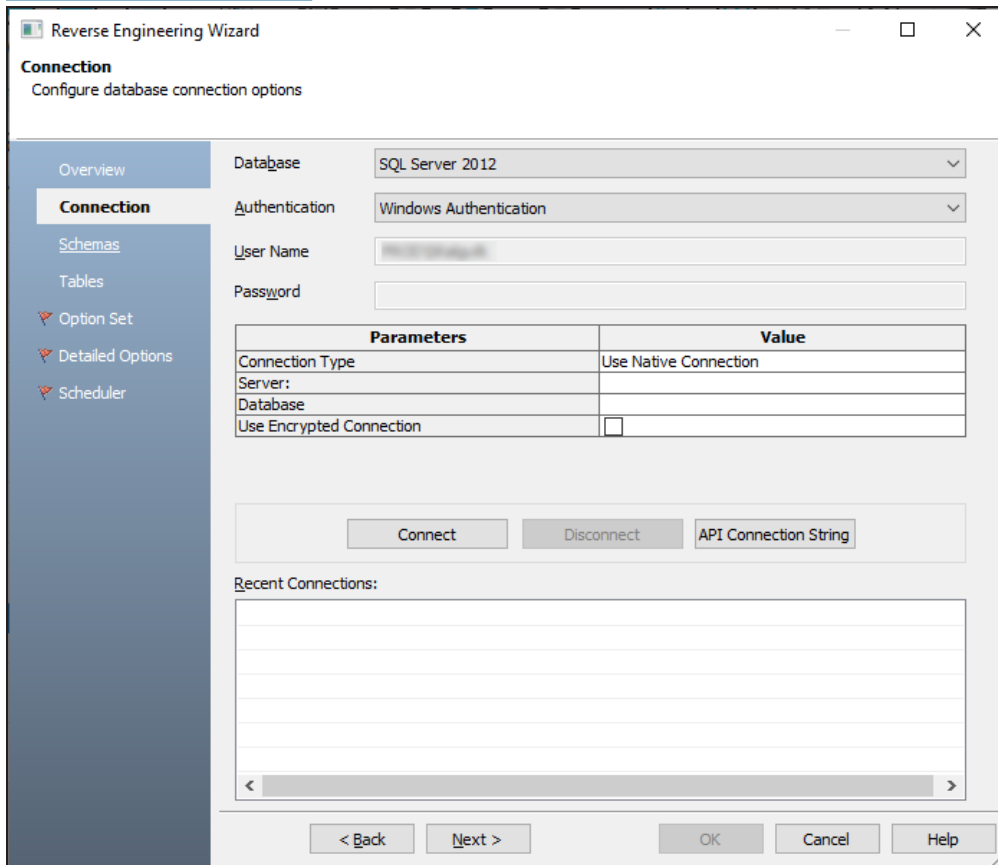 Reverse Engineering Wizard
Connection
Configure database connection options
Overview
Connection
Schemas
Tables
Option Set
Detailed Options
Scheduler
Database SQL Server 2012
Authentication Windows Authentication
User Name
Password
Parameters Value
Connection Type Use Native Connection
Server:
Database
Use Encrypted Connection
Connect Disconnect API Connection String
Recent Connections:
< Back Next > OK Cancel Help